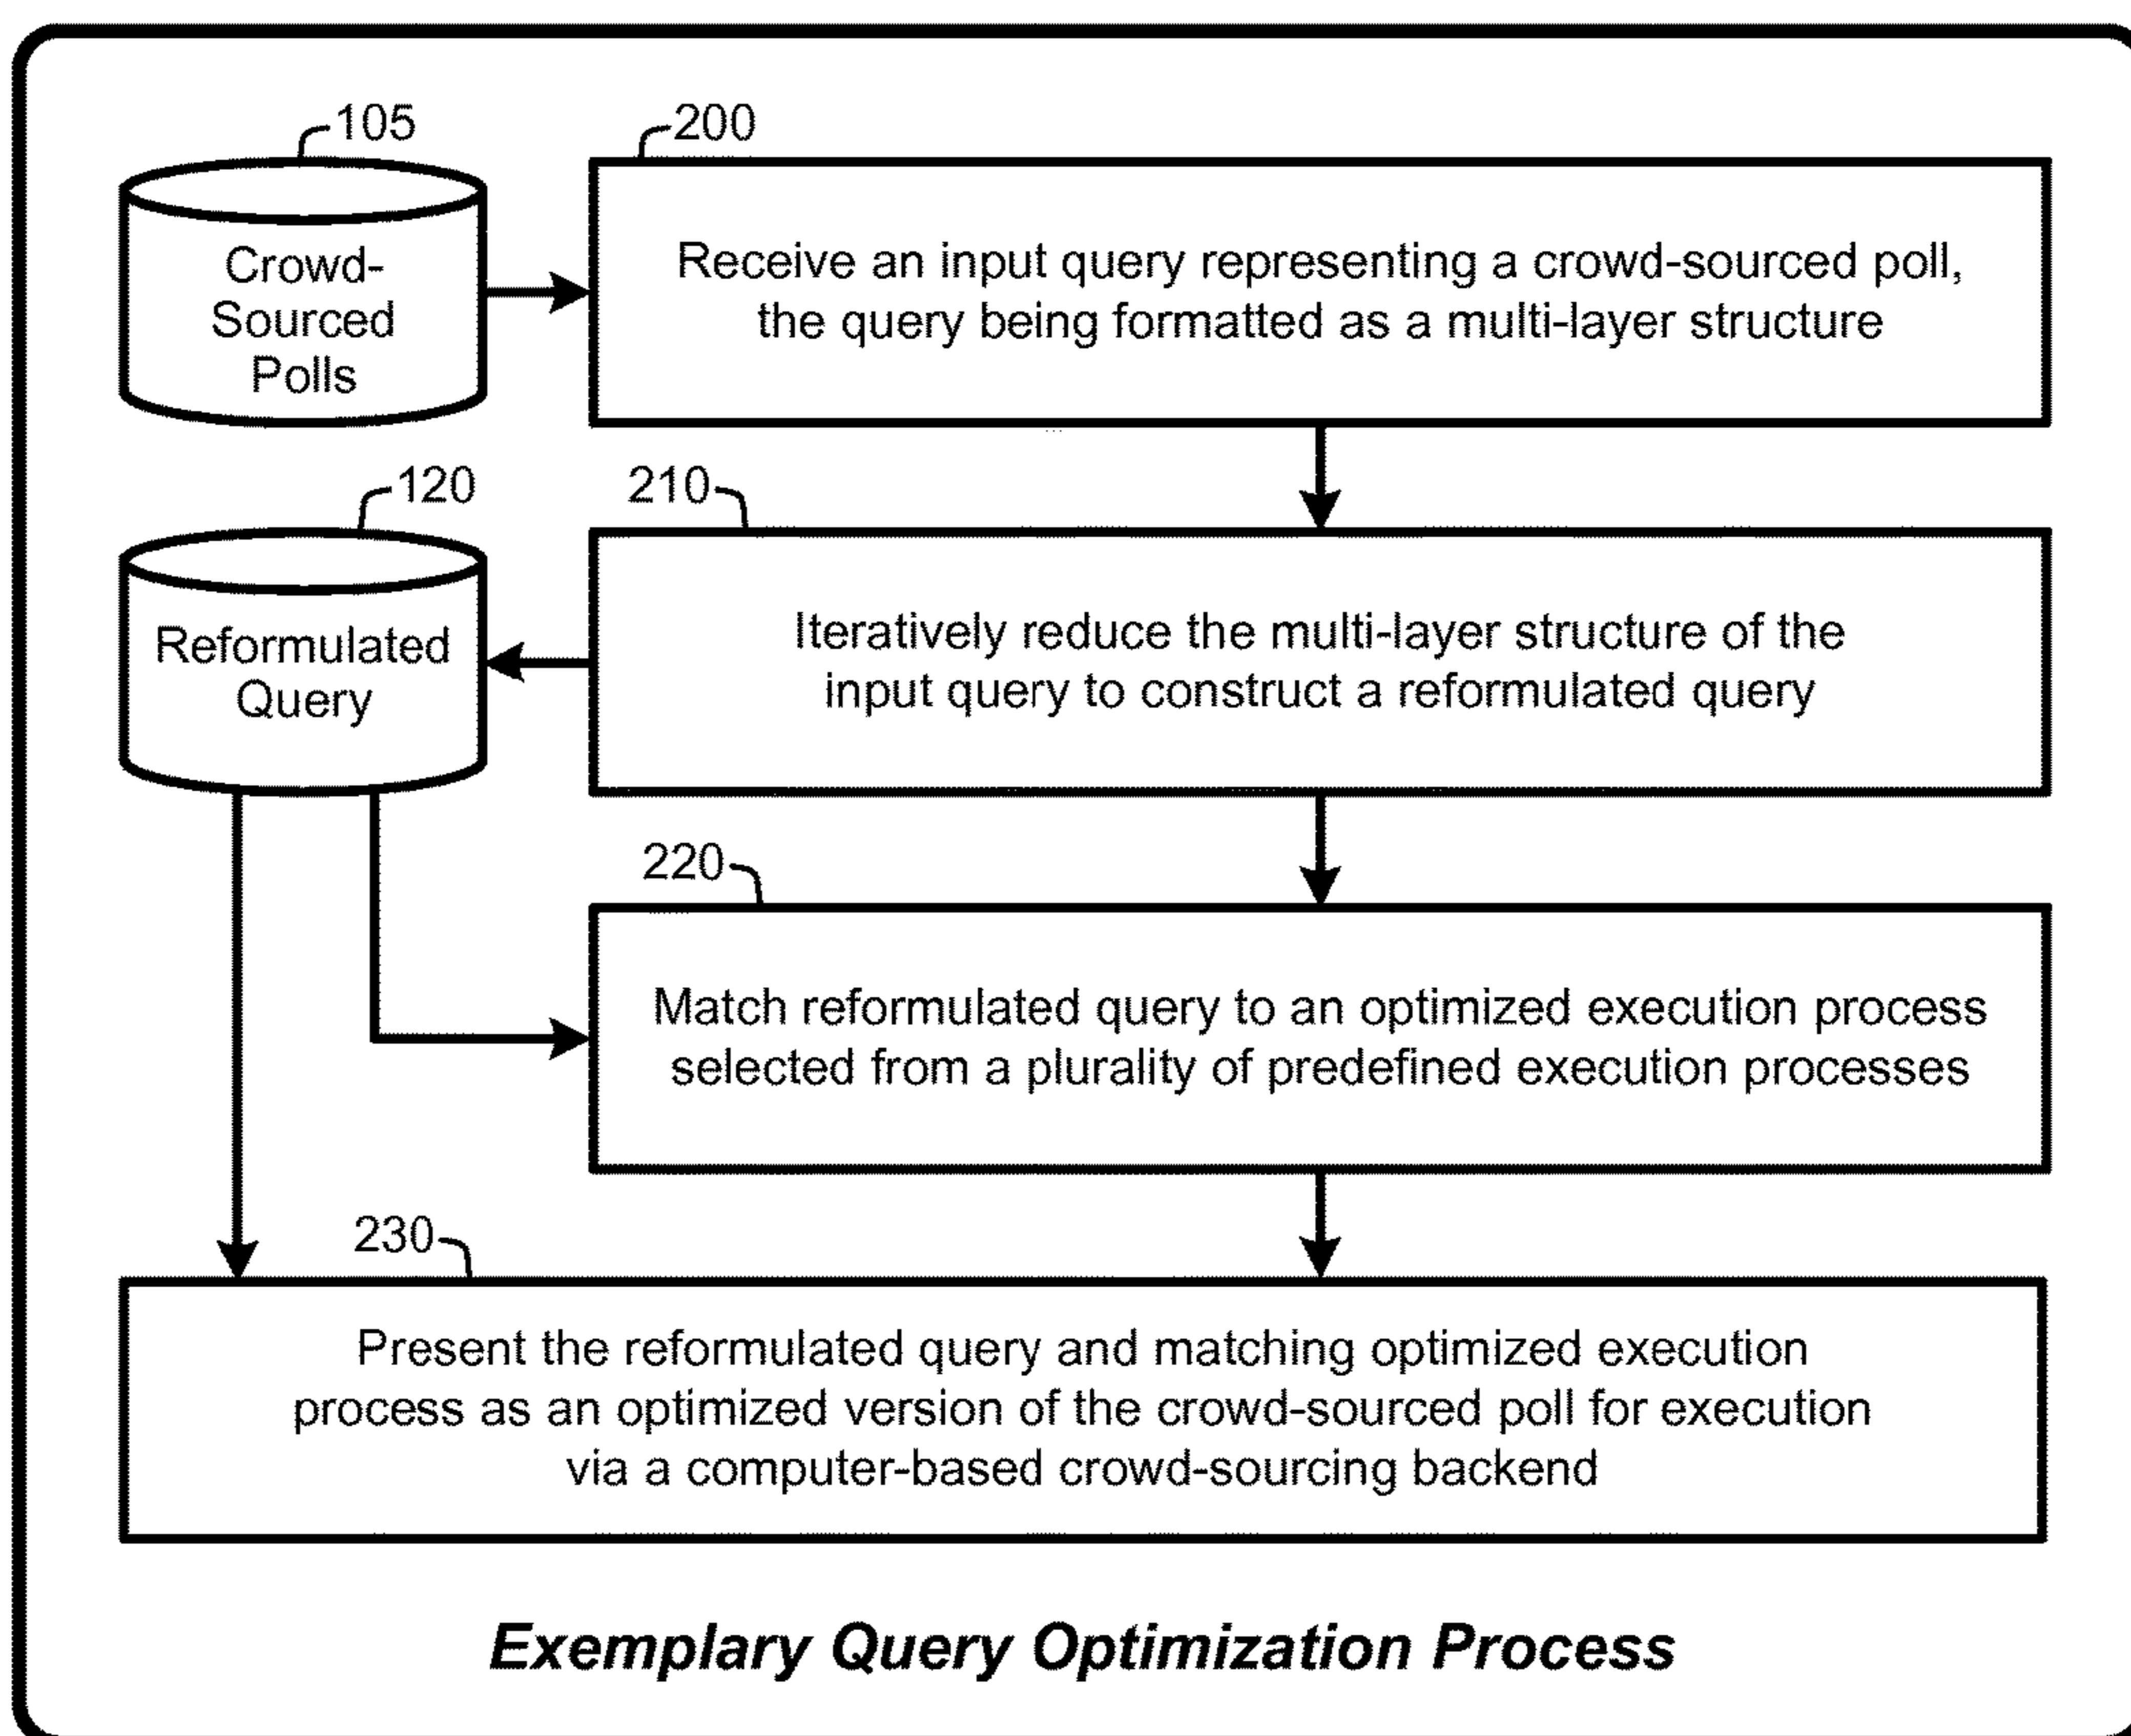 105
200
Crowd-
Sourced
Polls
Receive an input query representing a crowd-sourced poll,
the query being formatted as a multi-layer structure
120
210
Reformulated
Query
Iteratively reduce the multi-layer structure of the
input query to construct a reformulated query
220
Match reformulated query to an optimized execution process
selected from a plurality of predefined execution processes
230
Present the reformulated query and matching optimized execution
process as an optimized version of the crowd-sourced poll for execution
via a computer-based crowd-sourcing backend
Exemplary Query Optimization Process